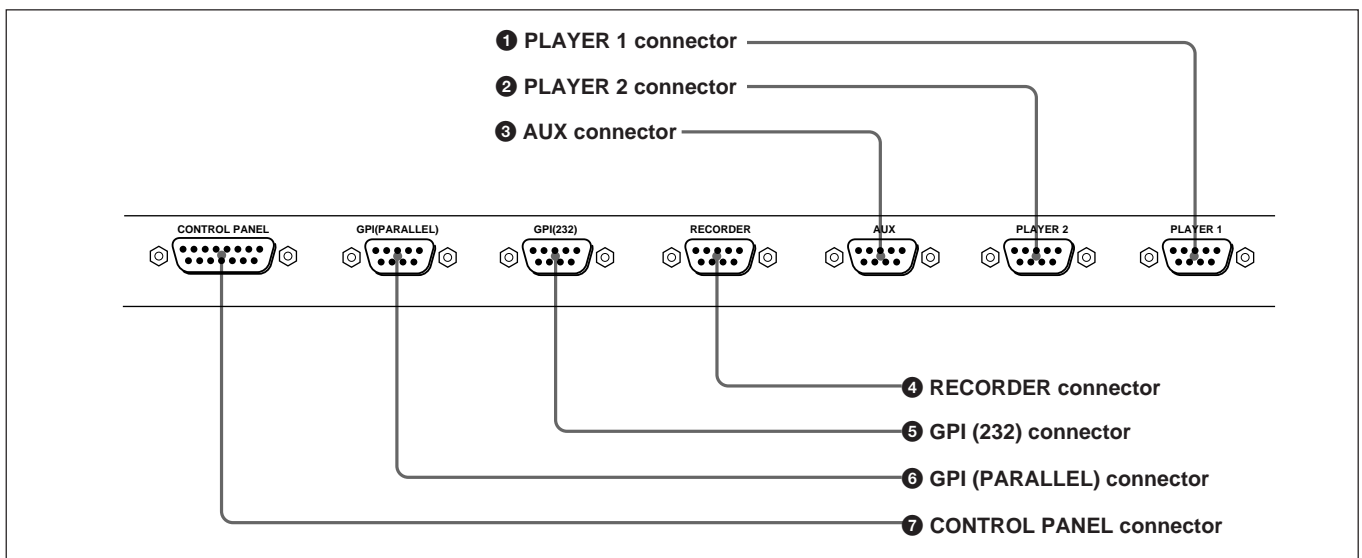 ❶ PLAYER 1 connector
❷ PLAYER 2 connector
❸ AUX connector
CONTROL PANEL GPI(PARALLEL) GPI(232) RECORDER AUX PLAYER 2 PLAYER 1
❹ RECORDER connector
❺ GPI (232) connector
❻ GPI (PARALLEL) connector
❼ CONTROL PANEL connector